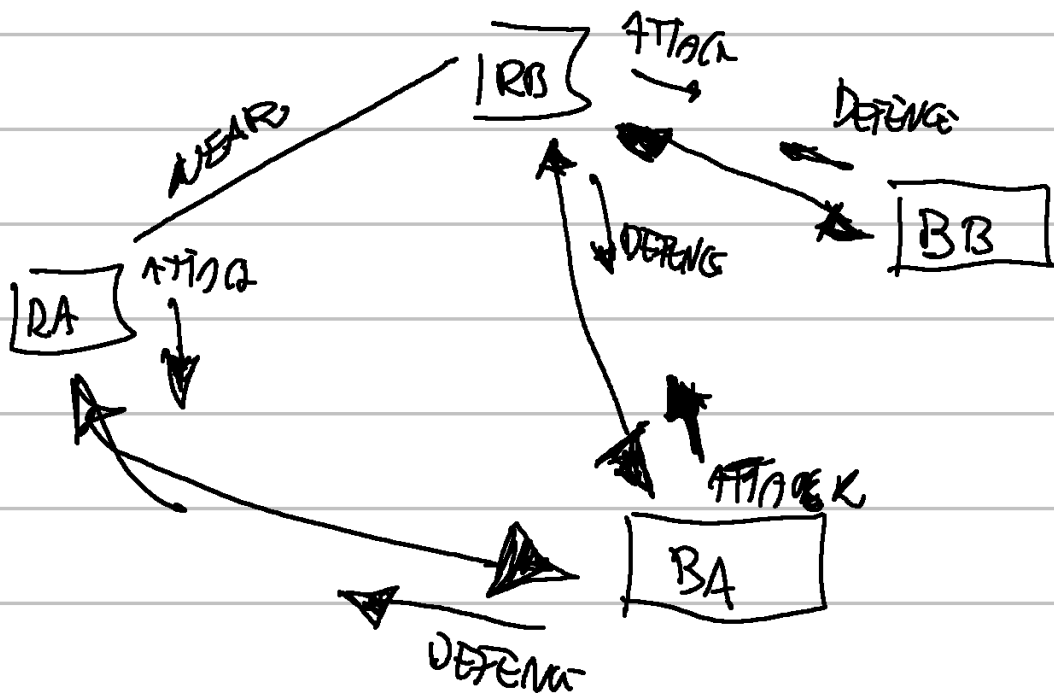 RB
ATTACK
DEFENCE
NEAR
BB
DEFENCE
ATTACK
RA
ATTACK
BA
DEFENCE